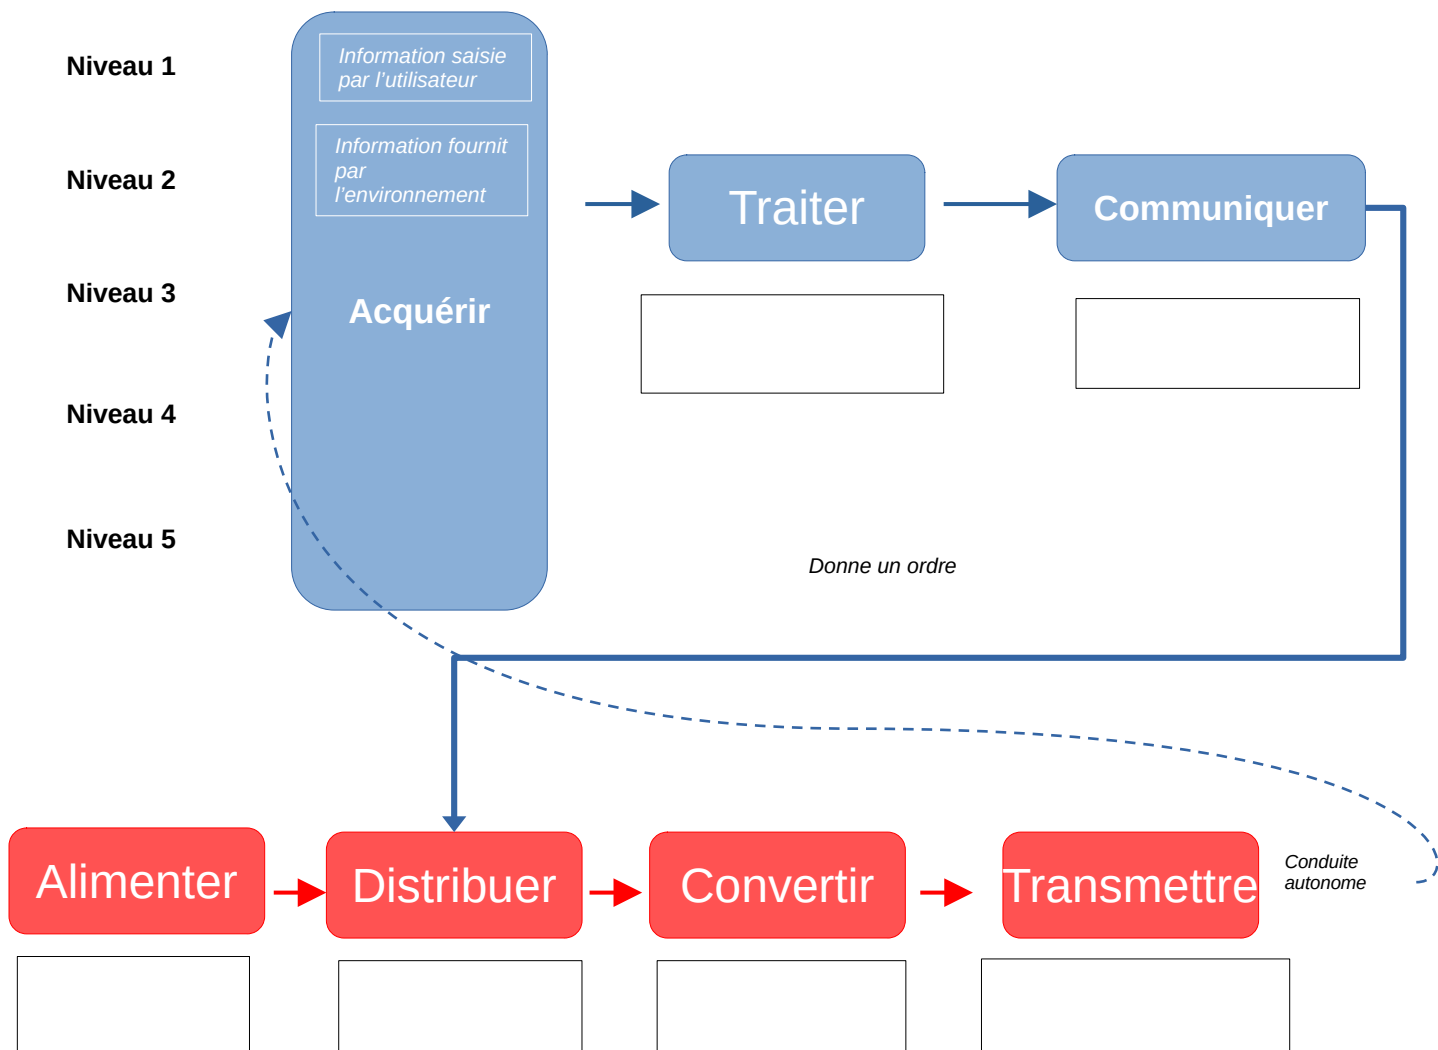 Niveau 1
Information saisie
par l’utilisateur
Niveau 2
Information fournit
par
l’environnement
Traiter
Communiquer
Niveau 3
Acquérir
Niveau 4
Niveau 5
Donne un ordre
Alimenter
Distribuer
Convertir
Transmettre
Conduite
autonome